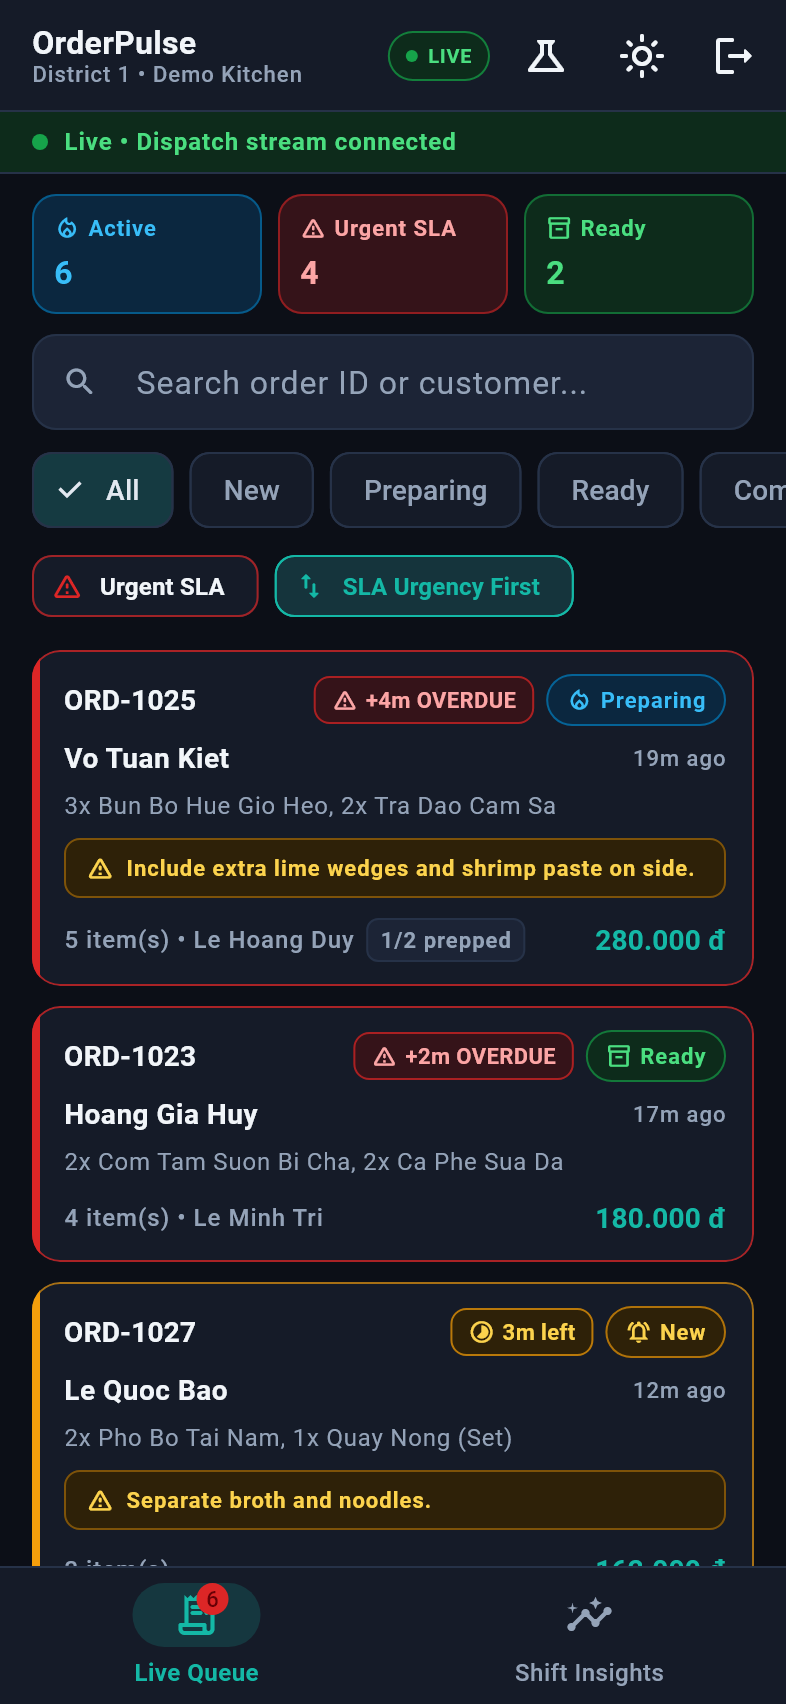 OrderPulse
District 1 • Demo Kitchen
LIVE
Live • Dispatch stream connected
Active
6
Urgent SLA
4
Ready
2
Search order ID or customer...
All
New
Preparing
Ready
Com
Urgent SLA
SLA Urgency First
ORD-1025
+4m OVERDUE
Preparing
Vo Tuan Kiet
19m ago
3x Bun Bo Hue Gio Heo, 2x Tra Dao Cam Sa
Include extra lime wedges and shrimp paste on side.
5 item(s) • Le Hoang Duy
1/2 prepped
280.000 đ
ORD-1023
+2m OVERDUE
Ready
Hoang Gia Huy
17m ago
2x Com Tam Suon Bi Cha, 2x Ca Phe Sua Da
4 item(s) • Le Minh Tri
180.000 đ
ORD-1027
3m left
New
Le Quoc Bao
12m ago
2x Pho Bo Tai Nam, 1x Quay Nong (Set)
Separate broth and noodles.
item(s)
6
Live Queue
Shift Insights